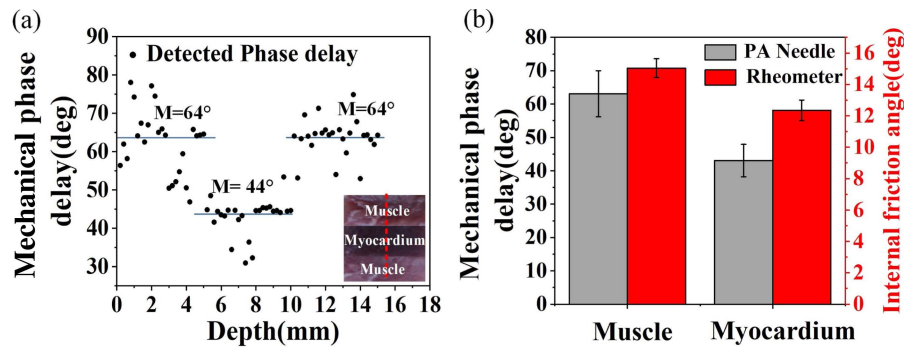 (a)
Mechanical phase
delay(deg)
90
80
70
60
50
40
30
Detected Phase delay
M=64°
M=64°
M= 44°
Muscle
Myocardium
Muscle
0
2
4
6
8
10
12
14
16
18
Depth(mm)
(b)
Mechanical phase
delay(deg)
80
70
60
50
40
30
20
10
0
PA Needle
Rheometer
Muscle
Myocardium
16
14
12
10
8
6
4
2
0
Internal friction angle(deg)